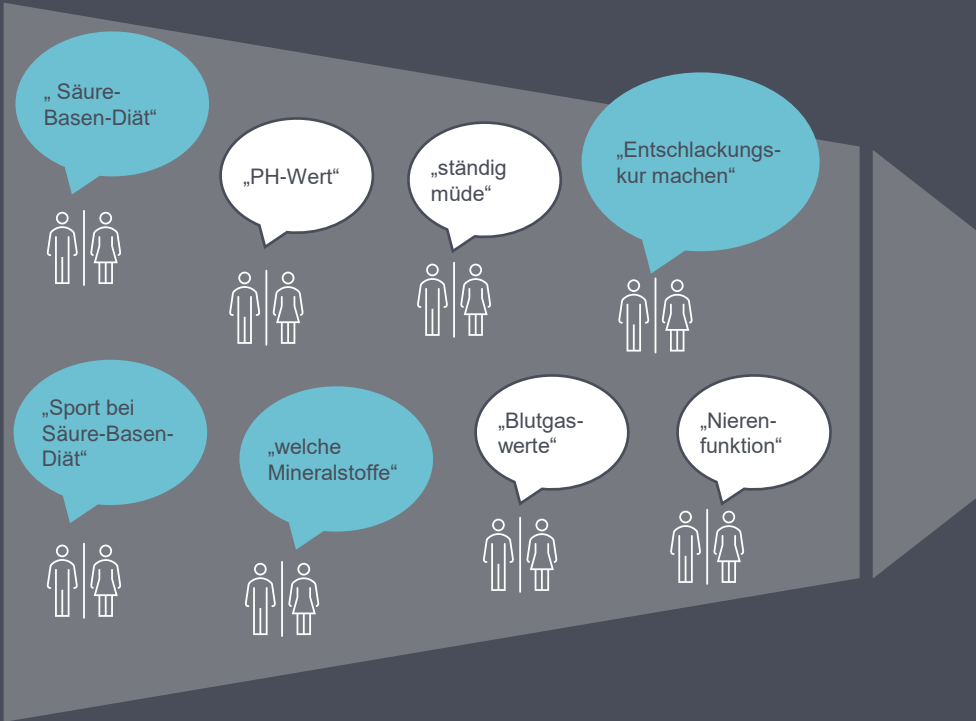 „ Säure-
Basen-Diät“
„PH-Wert“
„ständig
müde“
„Entschlackungs-
kur machen“
„Sport bei
Säure-Basen-
Diät“
„welche
Mineralstoffe“
„Blutgas-
werte“
„Nieren-
funktion“